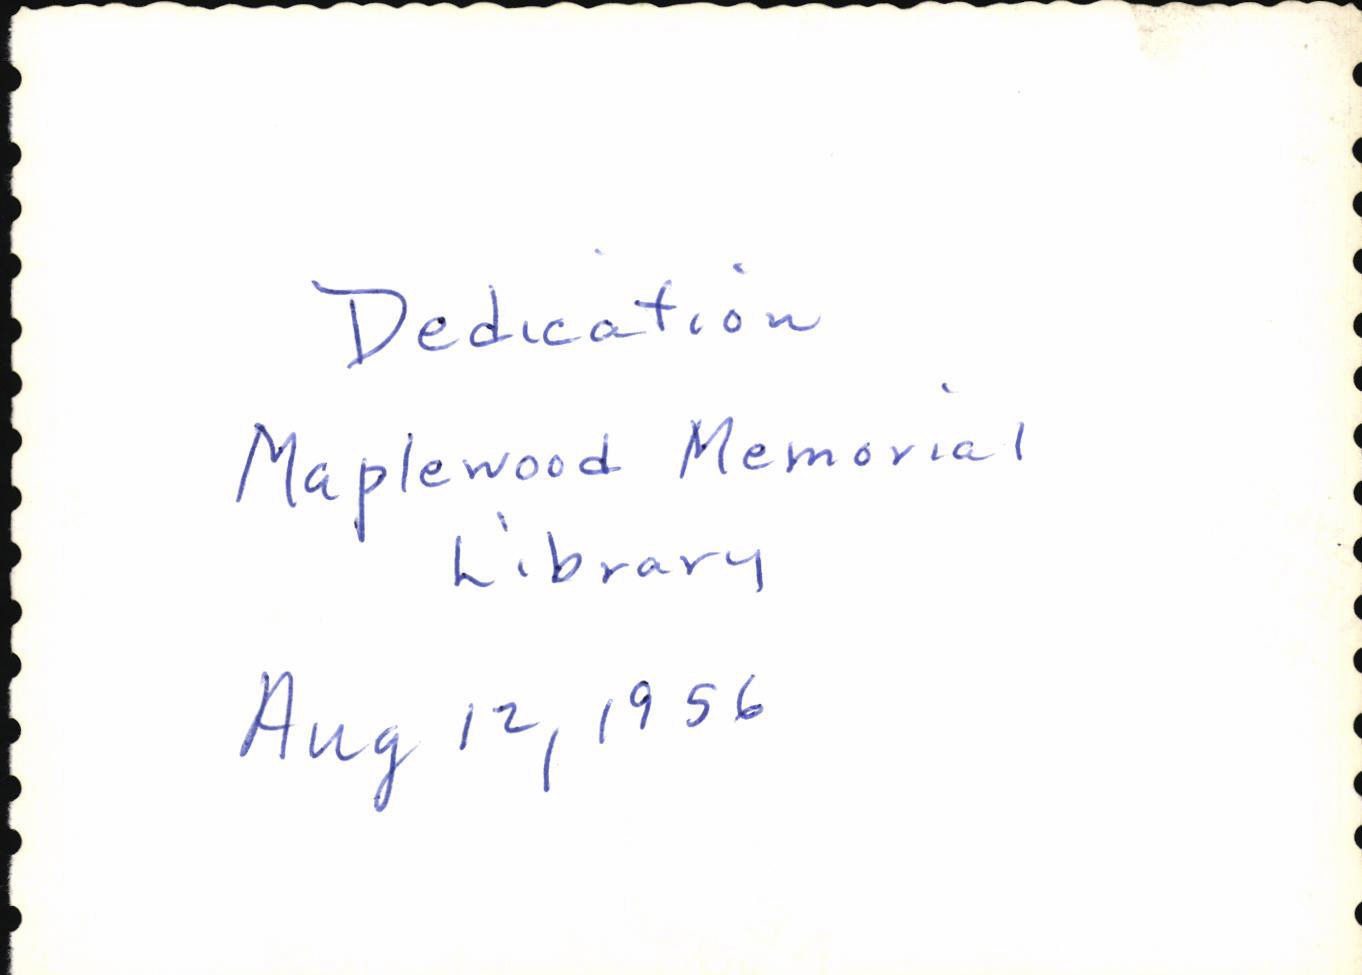 Dedication
Maplewood Memorial
Library
Aug 12, 1956